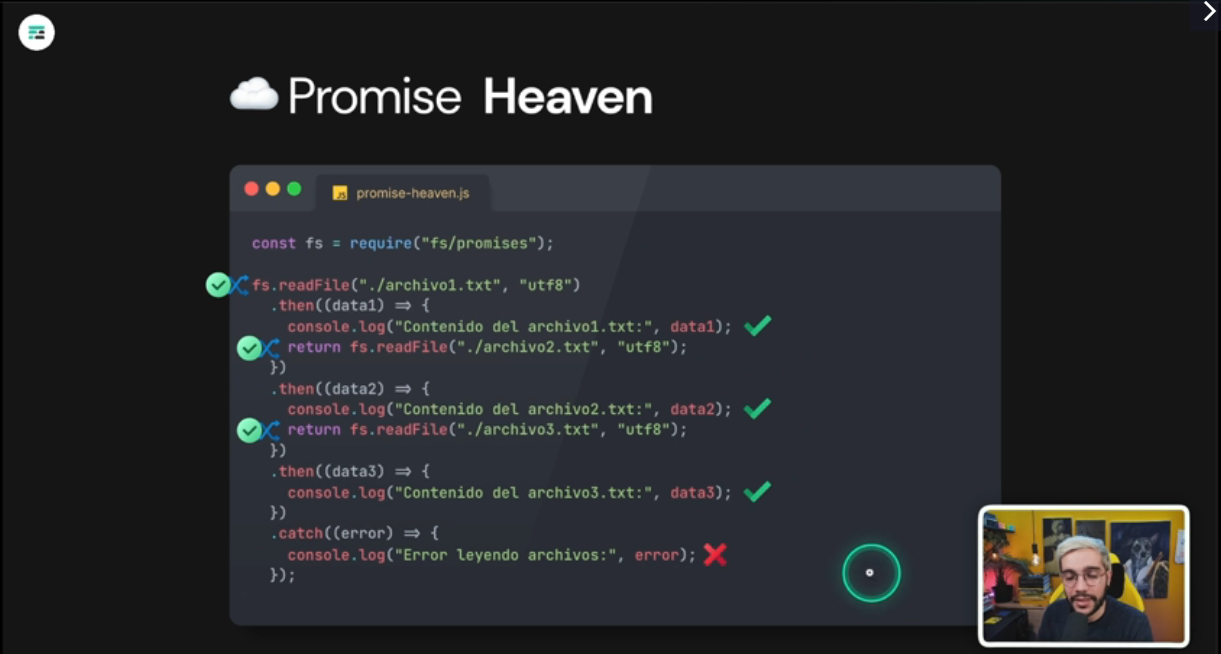 Promise Heaven
JS promise-heaven.js
const fs = require("fs/promises");
fs.readFile("./archivo1.txt", "utf8")
.then((data1) => {
console.log("Contenido del archivo1.txt:", data1);
return fs.readFile("./archivo2.txt", "utf8");
})
.then((data2) => {
console.log("Contenido del archivo2.txt:", data2);
return fs.readFile("./archivo3.txt", "utf8");
})
.then((data3) => {
console.log("Contenido del archivo3.txt:", data3);
})
.catch((error) => {
console.log("Error leyendo archivos:", error);
});